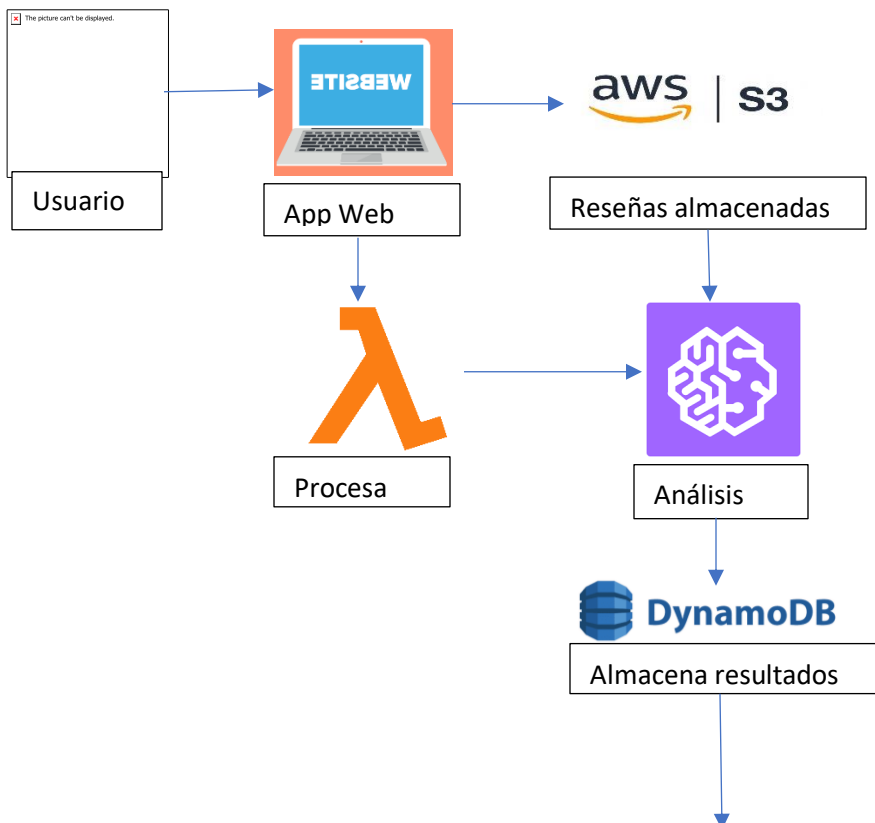 The picture can't be displayed.
WEBSITE
aws | S3
Usuario
App Web
Reseñas almacenadas
Procesa
Análisis
DynamoDB
Almacena resultados